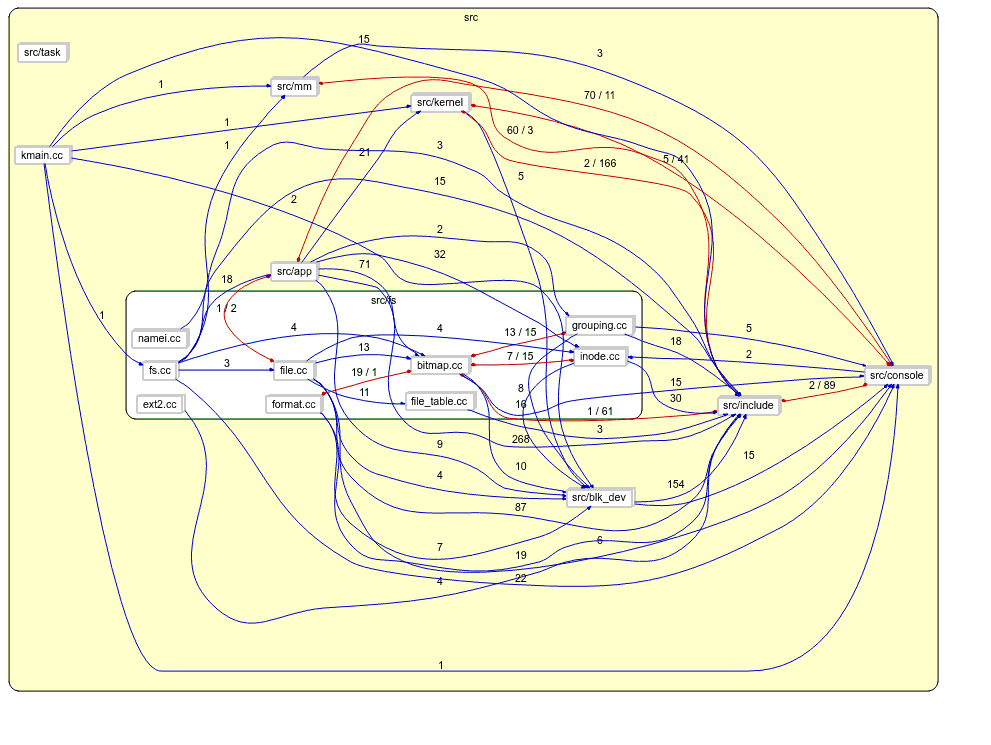 src
15
3
src/task
1
src/mm
70 / 11
src/kernel
1
60 / 3
kmain.cc
1
3
21
2 / 166
5 / 41
5
15
2
2
32
71
src/app
18
src/fs
1
1 / 2
namei.cc
4
4
13 / 15
grouping.cc
5
18
fs.cc
3
file.cc
13
bitmap.cc
7 / 15
inode.cc
2
src/console
19 / 1
8
15
2 / 89
ext2.cc
format.cc
11
file_table.cc
16
1 / 61
30
src/include
3
9
268
15
4
10
154
src/blk_dev
87
7
19
6
4
22
1